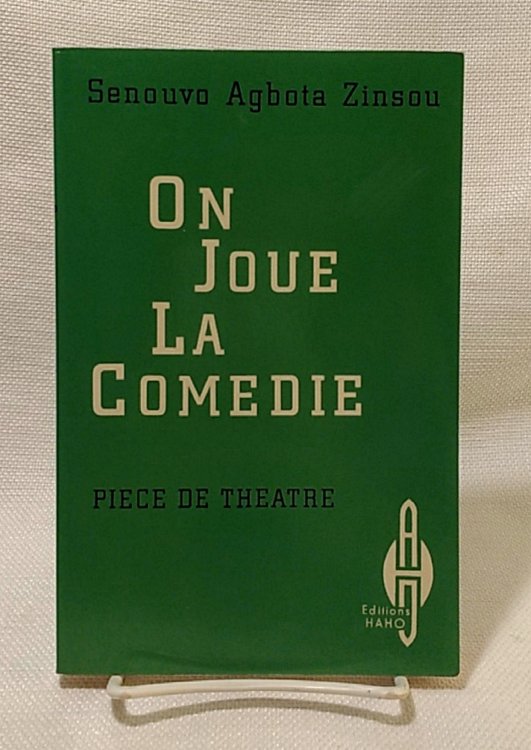 Senouvo Agbota Zinsou
ON
JOUE
LA
COMEDIE
PIECE DE THEATRE
Editions
HAHO